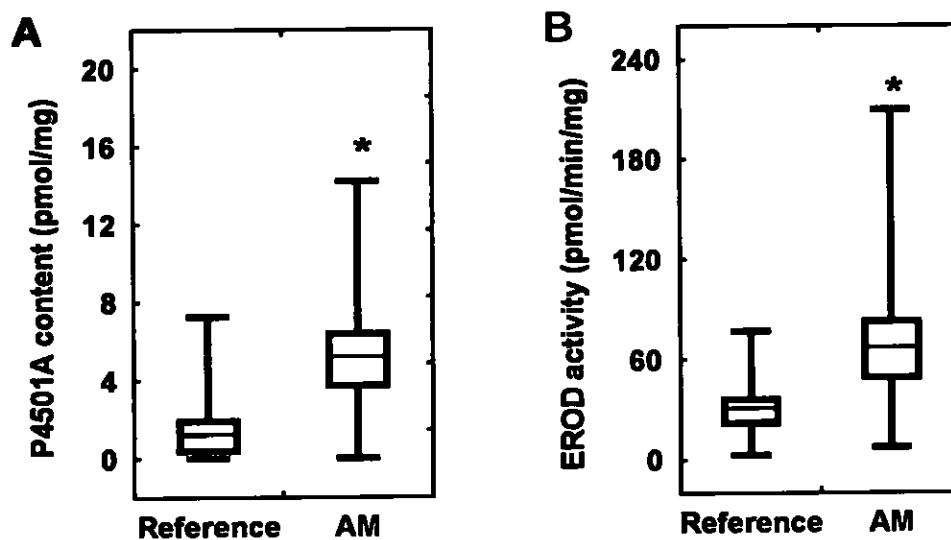 A
P4501A content (pmol/mg)
20
16
12
8
4
0
*
Reference AM
B
EROD activity (pmol/min/mg)
240
180
120
60
0
*
Reference AM